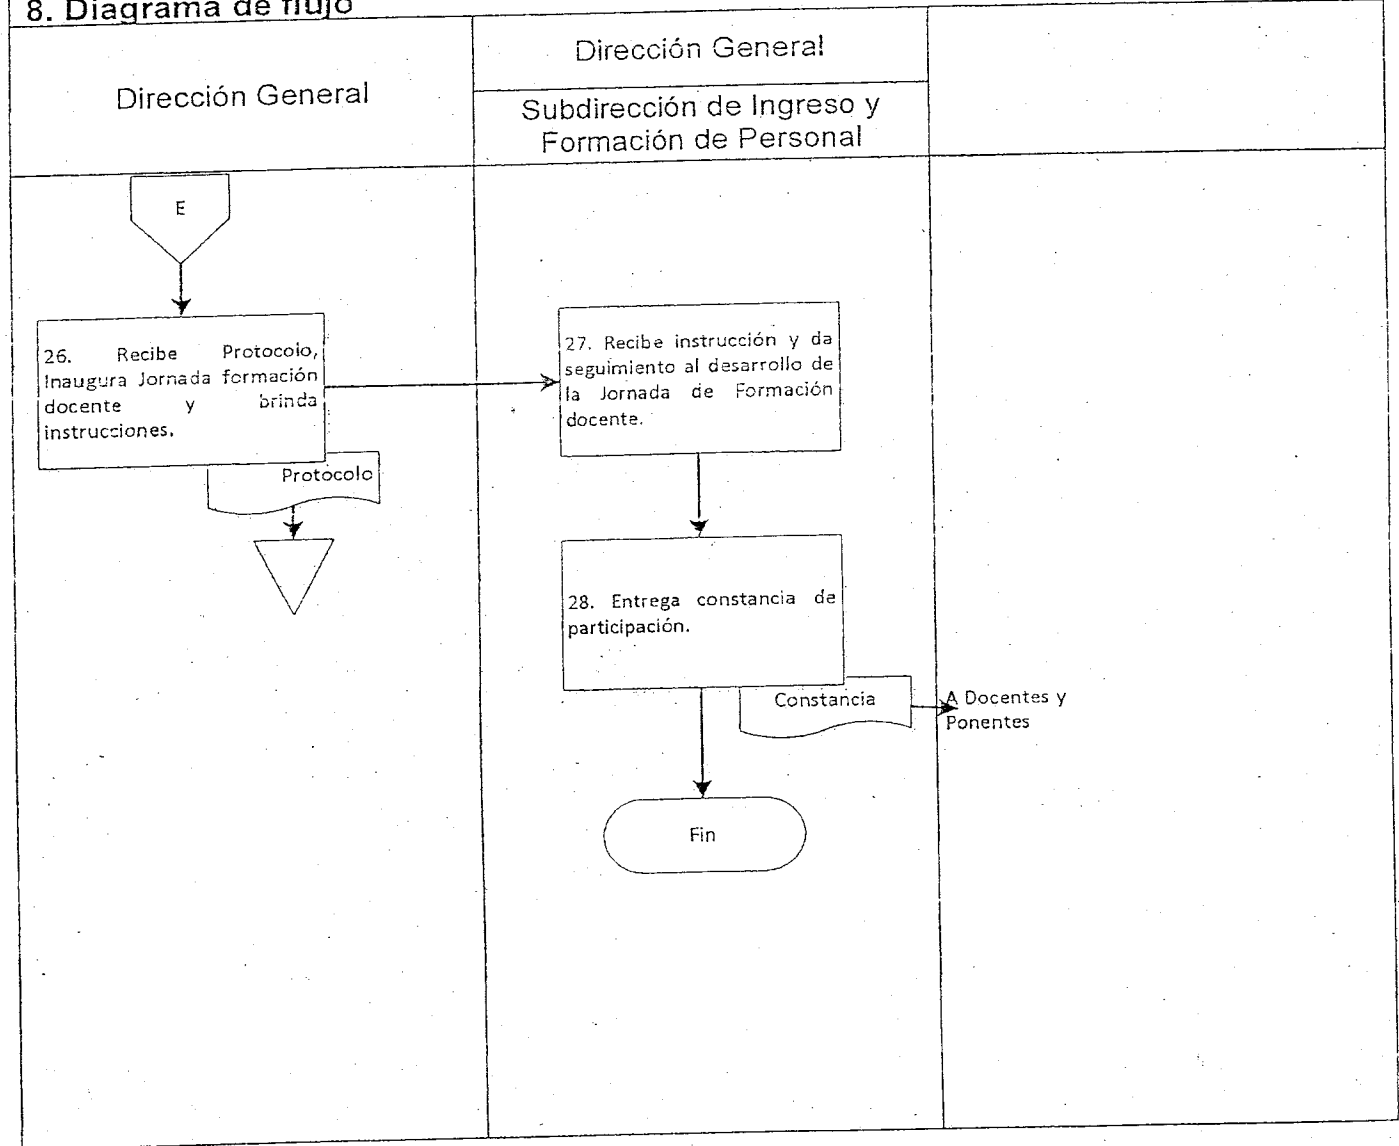 8. Diagrama de flujo
Dirección General
Dirección General
Subdirección de Ingreso y
Formación de Personal
E
26. Recibe Protocolo,
Inaugura Jornada formación
docente y brinda
instrucciones.
Protocolo
27. Recibe instrucción y da
seguimiento al desarrollo de
la Jornada de Formación
docente.
28. Entrega constancia de
participación.
Constancia
A Docentes y
Ponentes
Fin